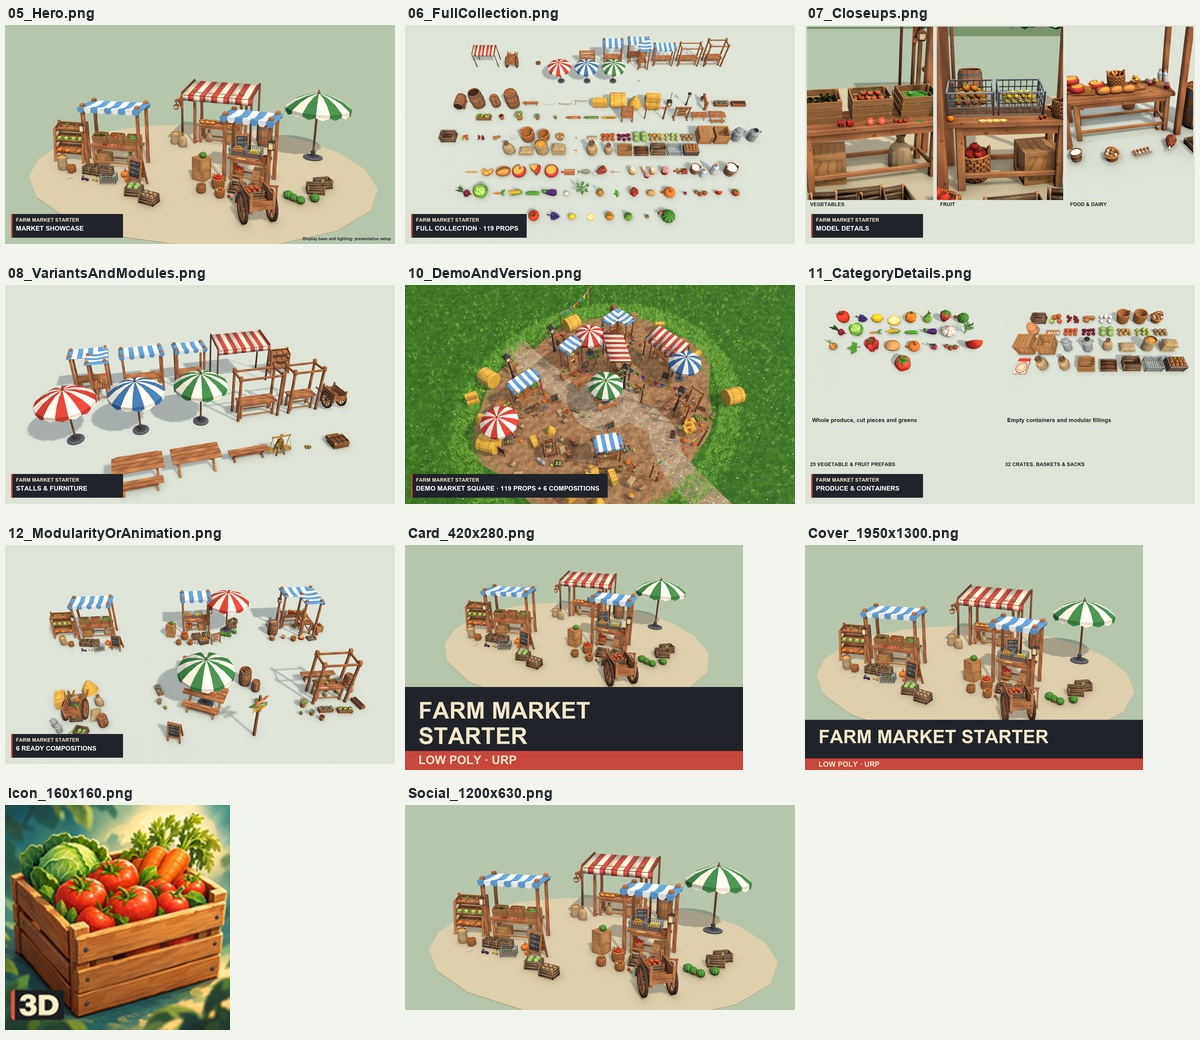 05_Hero.png
06_FullCollection.png
07_Closeups.png
FARM MARKET STARTER
MARKET SHOWCASE
Display base and lighting: presentation setup
FARM MARKET STARTER
FULL COLLECTION · 119 PROPS
VEGETABLES
FRUIT
FOOD & DAIRY
FARM MARKET STARTER
MODEL DETAILS
08_VariantsAndModules.png
10_DemoAndVersion.png
11_CategoryDetails.png
FARM MARKET STARTER
STALLS & FURNITURE
FARM MARKET STARTER
DEMO MARKET SQUARE · 119 PROPS + 6 COMPOSITIONS
Whole produce, cut pieces and greens
Empty containers and modular fillings
25 VEGETABLE & FRUIT PREFABS
32 CRATES, BASKETS & SACKS
FARM MARKET STARTER
PRODUCE & CONTAINERS
12_ModularityOrAnimation.png
Card_420x280.png
Cover_1950x1300.png
FARM MARKET STARTER
6 READY COMPOSITIONS
FARM MARKET
STARTER
LOW POLY · URP
FARM MARKET STARTER
LOW POLY · URP
Icon_160x160.png
Social_1200x630.png
3D